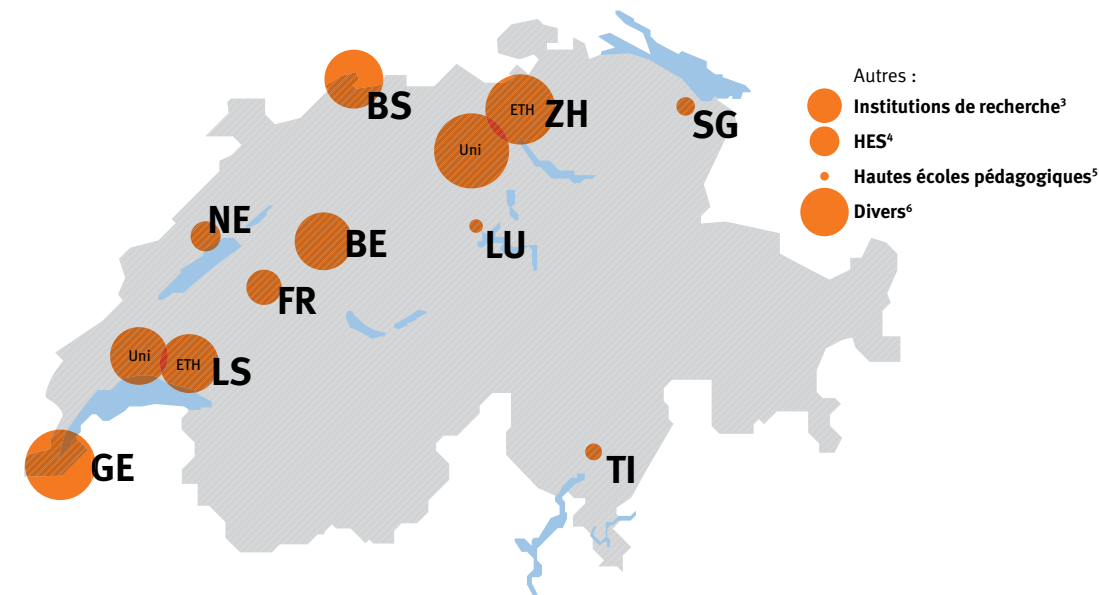 Autres :
Institutions de recherche³
HES⁴
Hautes écoles pédagogiques⁵
Divers⁶
BS
ETH
ZH
Uni
SG
NE
BE
LU
FR
Uni
ETH
LS
GE
TI